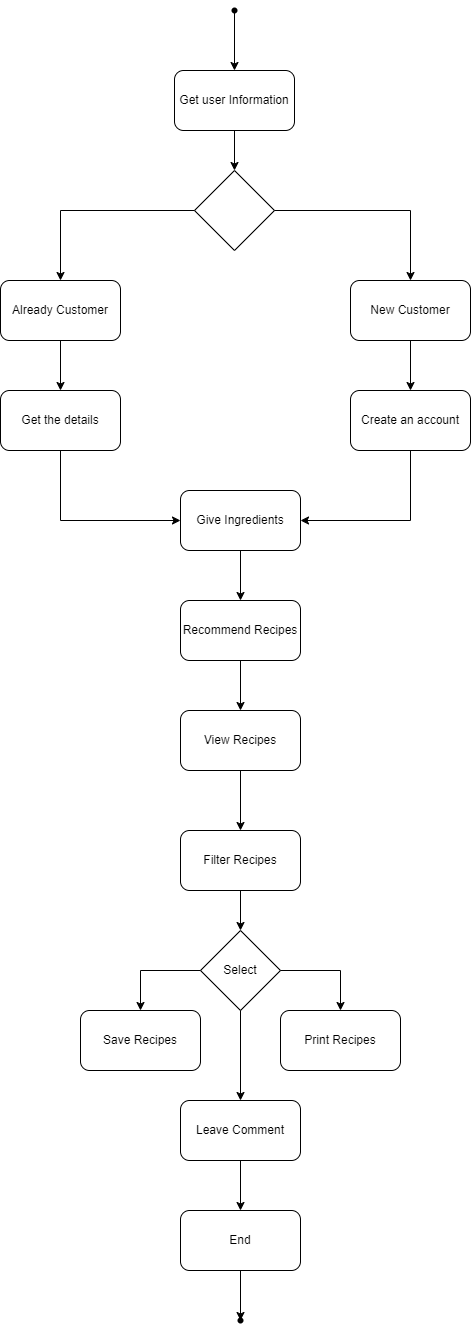 Get user Information
Already Customer
New Customer
Get the details
Create an account
Give Ingredients
Recommend Recipes
View Recipes
Filter Recipes
Select
Save Recipes
Print Recipes
Leave Comment
End